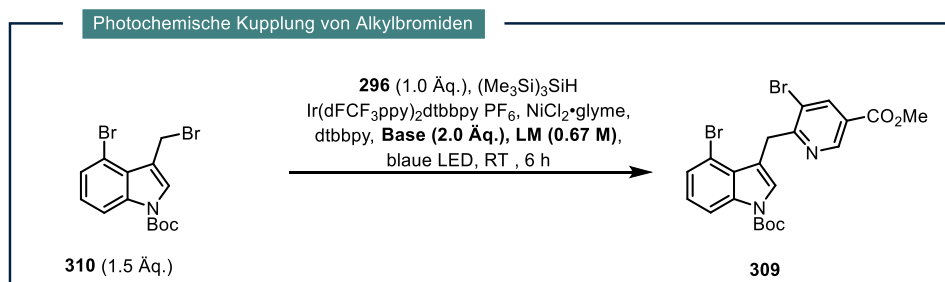 Photochemische Kupplung von Alkylbromiden
296 (1.0 Äq.), (Me3Si)3SiH
Ir(dFCF3ppy)2dtbbpy PF6, NiCl2•glyme,
dtbbpy, Base (2.0 Äq.), LM (0.67 M),
blaue LED, RT , 6 h
Br
Br
N
Boc
310 (1.5 Äq.)
Br
Br
CO2Me
N
N
Boc
309